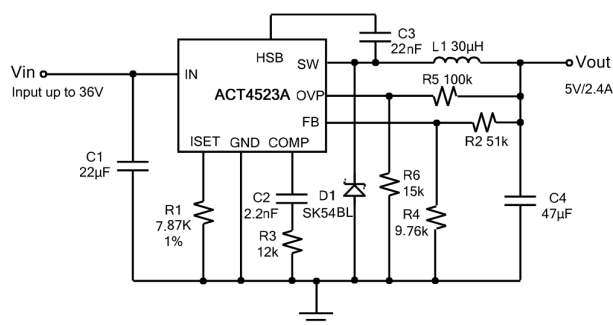 C3
22nF
HSB
L1 30µH
Vin
Input up to 36V
IN
SW
Vout
5V/2.4A
ACT4523A
OVP
R5 100k
FB
R2 51k
ISET
GND
COMP
C1
22µF
R1
7.87K
1%
C2
2.2nF
R3
12k
D1
SK54BL
R6
15k
R4
9.76k
C4
47µF